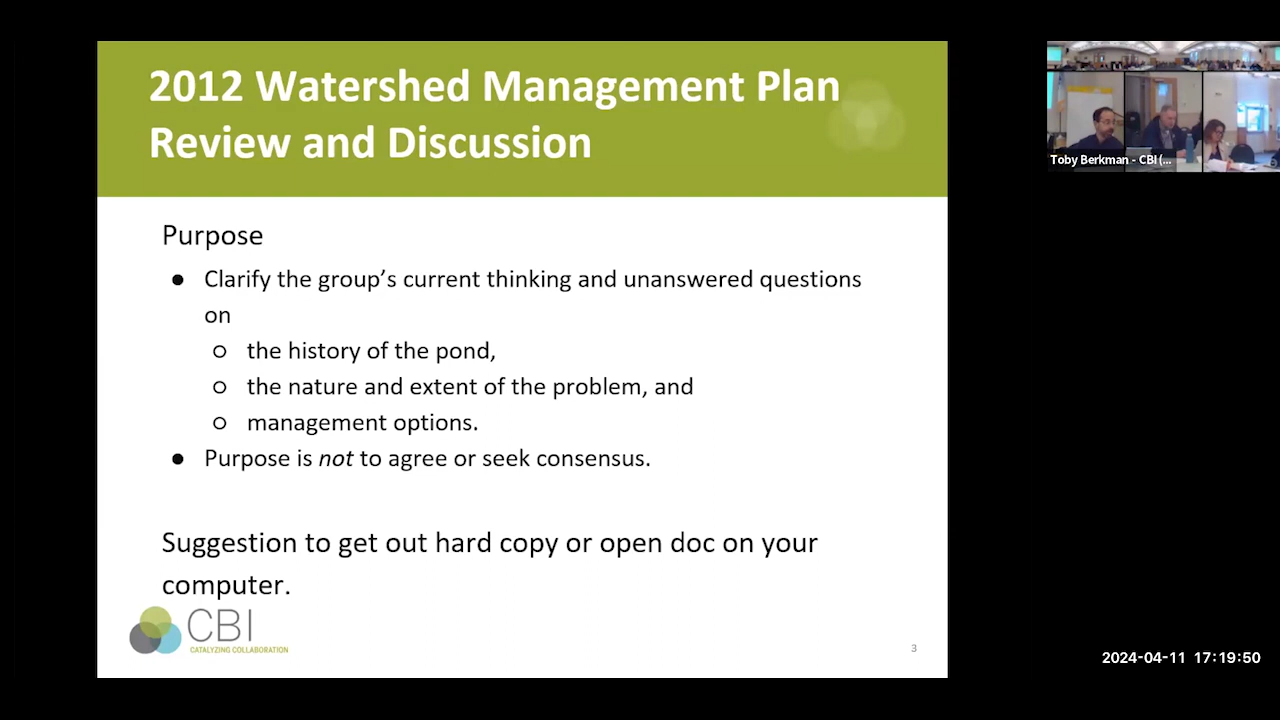 2012 Watershed Management Plan
Review and Discussion
Purpose
● Clarify the group’s current thinking and unanswered questions
on
○ the history of the pond,
○ the nature and extent of the problem, and
○ management options.
● Purpose is not to agree or seek consensus.
Suggestion to get out hard copy or open doc on your
computer.
CBI
CATALYZING COLLABORATION
3
Toby Berkman - CBI (...
2024-04-11 17:19:50